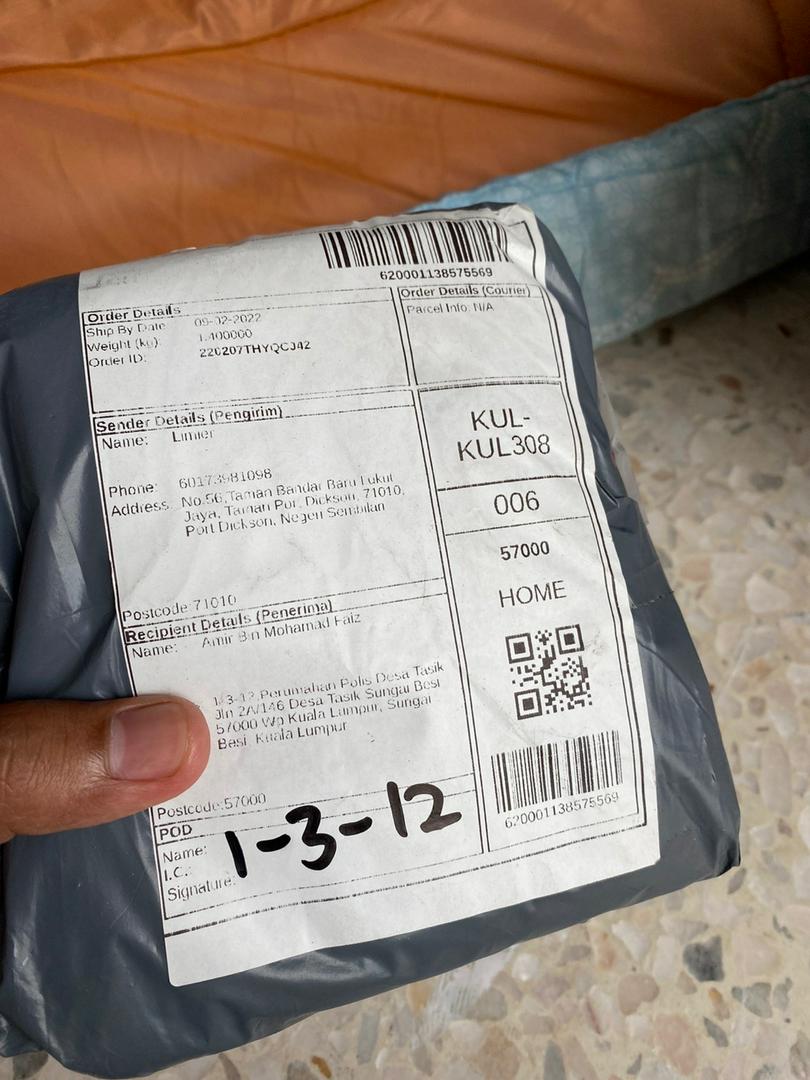 620001138575569
Order Details
Ship By Date 09-02-2022
Weight (kg): 1.400000
Order ID: 220207THYQCJ42
Order Details (Courier)
Parcel Info: N/A
Sender Details (Pengirim)
Name: Limier
Phone: 60173981098
Address: No.56,Taman Bandar Baru Lukut
Jaya, Taman Port Dickson, 71010,
Port Dickson, Negeri Sembilan
Postcode:71010
KUL-
KUL308
006
57000
HOME
Recipient Details (Penerima)
Name: Amir Bin Mohamad Faiz
1-3-12 Perumahan Polis Desa Tasik
Jln 2A/146 Desa Tasik Sungai Besi
57000 Wp Kuala Lumpur, Sungai
Besi, Kuala Lumpur
Postcode:57000
620001138575569
POD
Name:
I.C.:
Signature:
1-3-12